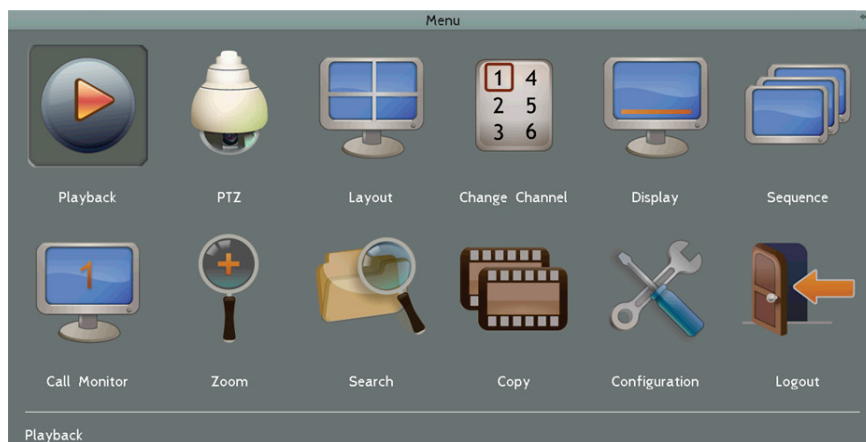 Menu
Playback PTZ Layout Change Channel Display Sequence
1 4
2 5
3 6
1
Call Monitor Zoom Search Copy Configuration Logout
Playback